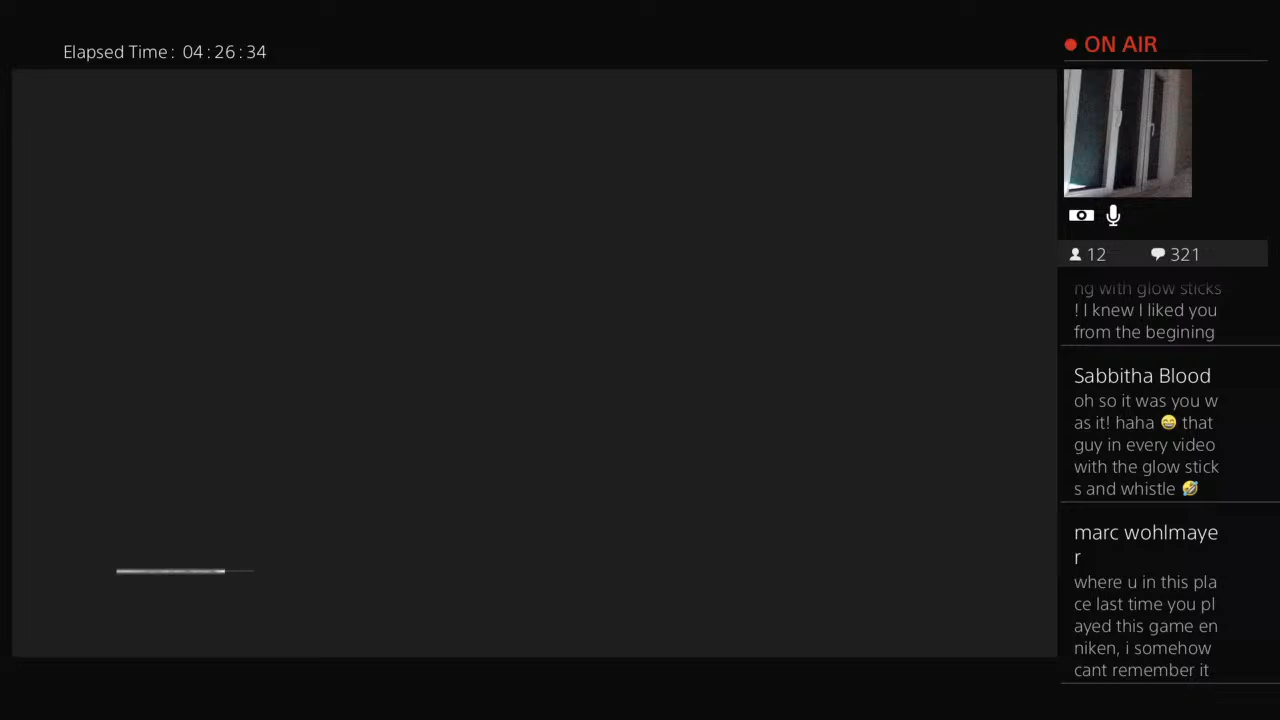 Elapsed Time: 04:26:34
ON AIR
12 321
ng with glow sticks
! I knew I liked you
from the begining
Sabbitha Blood
oh so it was you w
as it! haha 😁 that
guy in every video
with the glow stick
s and whistle 🤣
marc wohlmaye
r
where u in this pla
ce last time you pl
ayed this game en
niken, i somehow
cant remember it